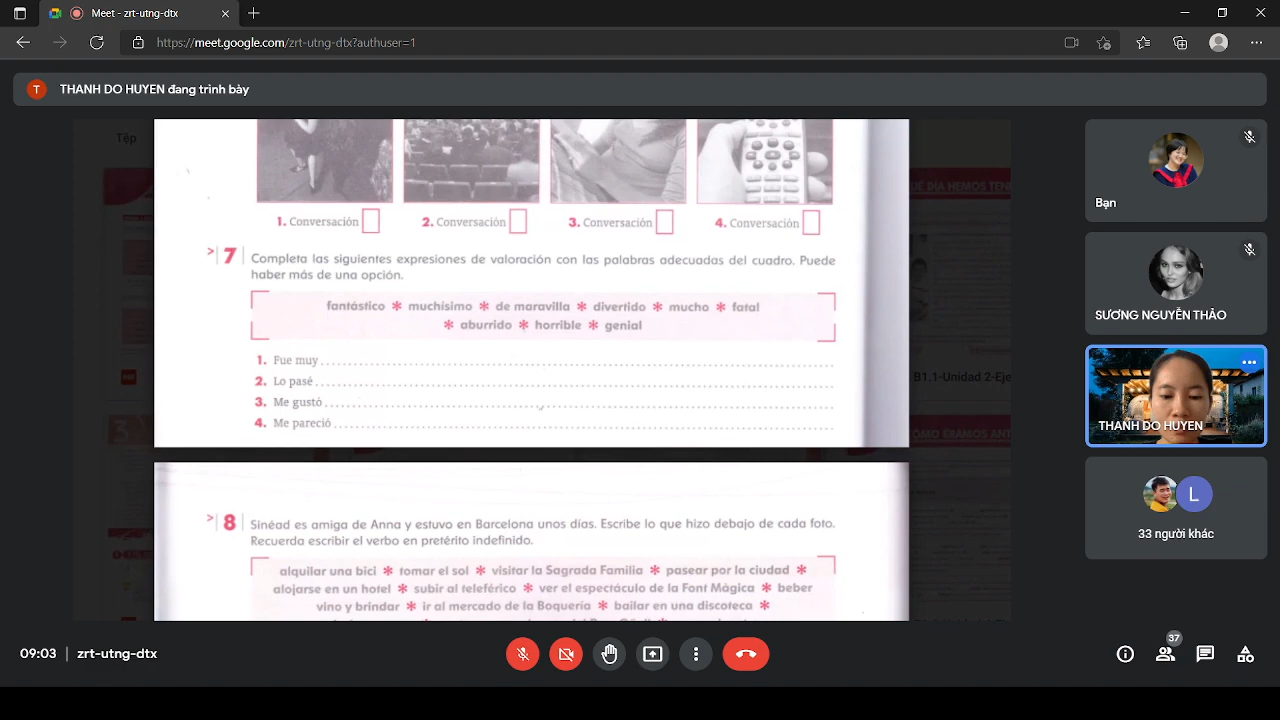 Meet - zrt-utng-dtx
https://meet.google.com/zrt-utng-dtx?authuser=1
T THANH DO HUYEN đang trình bày
Tệp
1. Conversación 2. Conversación 3. Conversación 4. Conversación
> 7 Completa las siguientes expresiones de valoración con las palabras adecuadas del cuadro. Puede
haber más de una opción.
fantástico * muchísimo * de maravilla * divertido * mucho * fatal
* aburrido * horrible * genial
1. Fue muy
2. Lo pasé
3. Me gustó
4. Me pareció
B1.1-Unidad 2-Eje
> 8 Sinéad es amiga de Anna y estuvo en Barcelona unos días. Escribe lo que hizo debajo de cada foto.
Recuerda escribir el verbo en pretérito indefinido.
alquilar una bici * tomar el sol * visitar la Sagrada Familia * pasear por la ciudad *
alojarse en un hotel * subir al teleférico * ver el espectáculo de la Font Màgica * beber
vino y brindar * ir al mercado de la Boquería * bailar en una discoteca *
Bạn
SƯƠNG NGUYỄN THẢO
THANH DO HUYEN
L
33 người khác
09:03 | zrt-utng-dtx
37